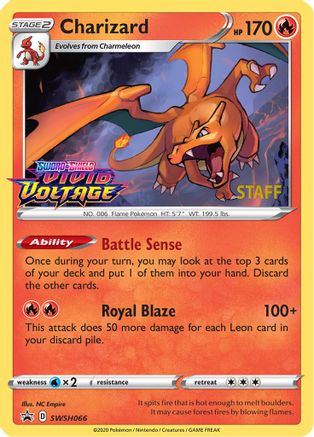 STAGE 2
Charizard
HP 170
Evolves from Charmeleon
SWORD & SHIELD
VIVID
VOLTAGE
STAFF
NO. 006 Flame Pokémon HT: 5'7" WT: 199.5 lbs.
Ability Battle Sense
Once during your turn, you may look at the top 3 cards
of your deck and put 1 of them into your hand. Discard
the other cards.
Royal Blaze 100+
This attack does 50 more damage for each Leon card in
your discard pile.
weakness ×2 resistance retreat
Illus. NC Empire
It spits fire that is hot enough to melt boulders.
It may cause forest fires by blowing flames.
D SWSH066
©2020 Pokémon / Nintendo / Creatures / GAME FREAK